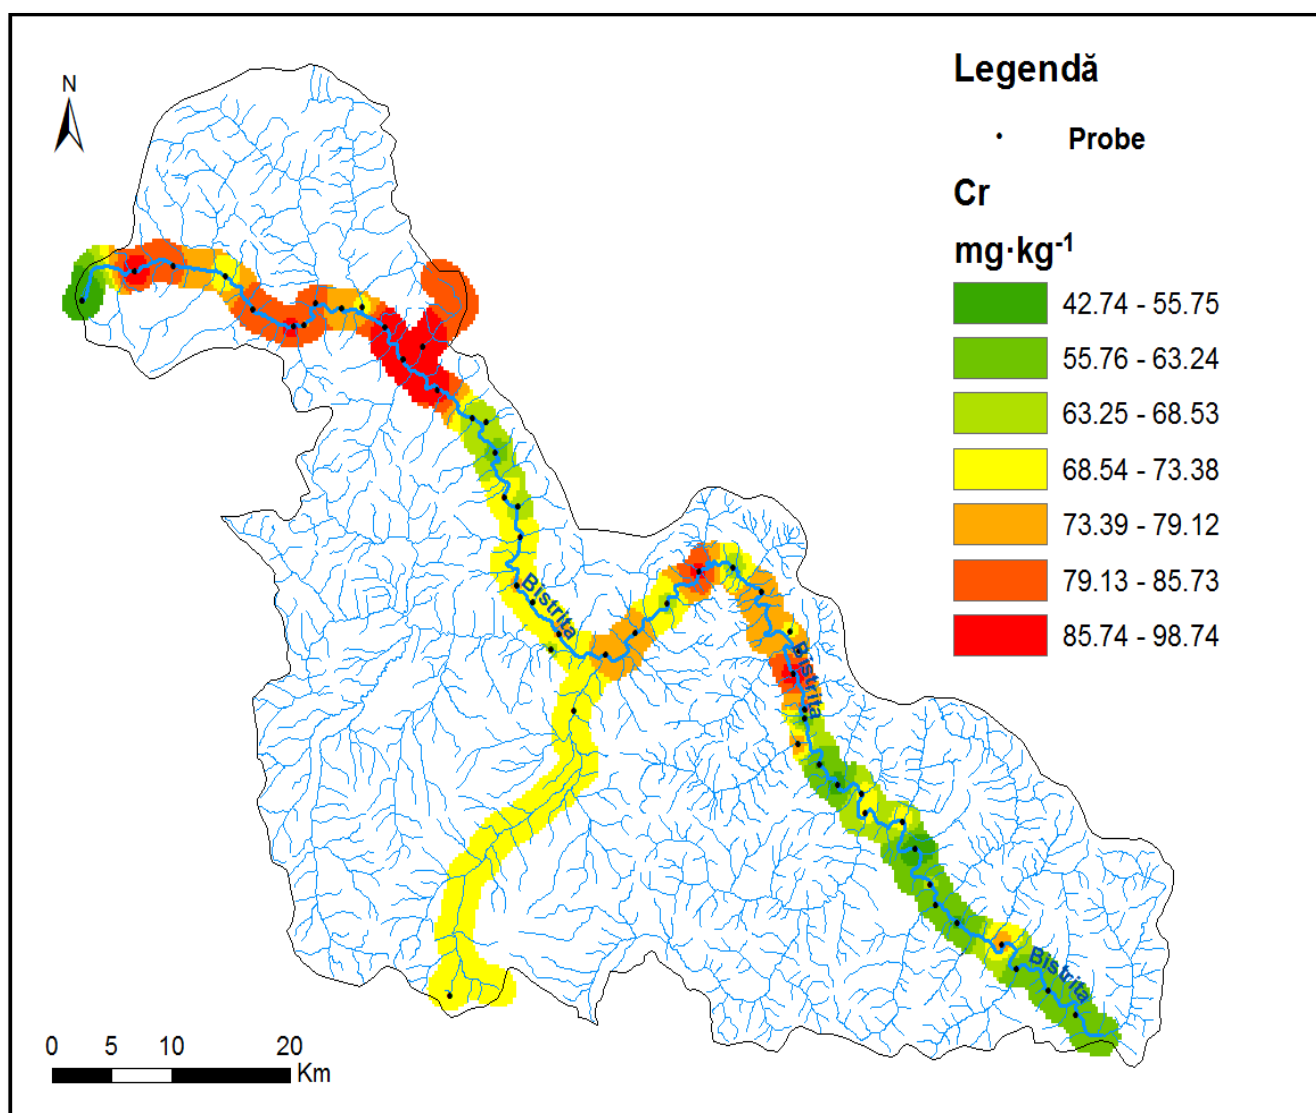 N
Legendă
Probe
Cr
mg·kg⁻¹
42.74 - 55.75
55.76 - 63.24
63.25 - 68.53
68.54 - 73.38
73.39 - 79.12
79.13 - 85.73
85.74 - 98.74
Bistrita
Bistrita
Bistrita
0 5 10 20
Km